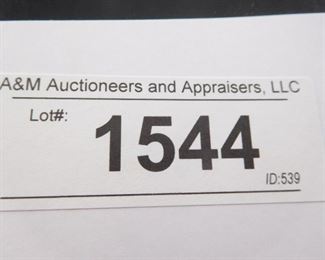 A&M Auctioneers and Appraisers, LLC
Lot#:
1544
ID:539